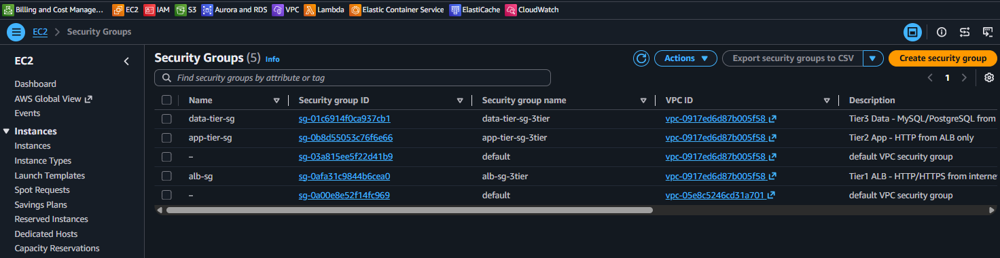 Billing and Cost Manage... EC2 IAM S3 Aurora and RDS VPC Lambda Elastic Container Service ElastiCache CloudWatch
EC2 > Security Groups
EC2
Dashboard
AWS Global View
Events
Instances
Instances
Instance Types
Launch Templates
Spot Requests
Savings Plans
Reserved Instances
Dedicated Hosts
Capacity Reservations
Security Groups (5) Info
Actions Export security groups to CSV Create security group
Find security groups by attribute or tag
1
Name Security group ID Security group name VPC ID Description
data-tier-sg sg-01c6914f0ca937cb1 data-tier-sg-3tier vpc-0917ed6d87b005f58 Tier3 Data - MySQL/PostgreSQL from
app-tier-sg sg-0b8d55053c76f6e66 app-tier-sg-3tier vpc-0917ed6d87b005f58 Tier2 App - HTTP from ALB only
– sg-03a815ee5f22d41b9 default vpc-0917ed6d87b005f58 default VPC security group
alb-sg sg-0afa31c9844b6cea0 alb-sg-3tier vpc-0917ed6d87b005f58 Tier1 ALB - HTTP/HTTPS from interne
– sg-0a00e8e52f14fc969 default vpc-05e8c5246cd31a701 default VPC security group